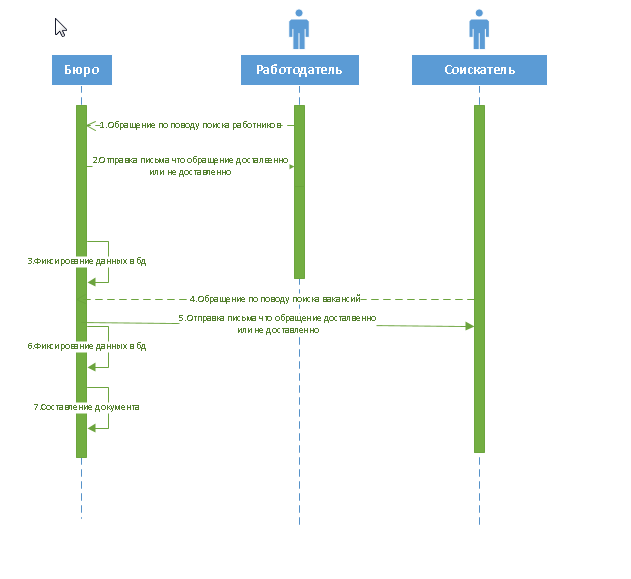 Бюро
Работодатель
Соискатель
1.Обращение по поводу поиска работников
2.Отправка письма что обращение досталвенно
или не доставленно
3.Фиксирование данных в бд
4.Обращение по поводу поиска вакансий
5.Отправка письма что обращение досталвенно
или не доставленно
6.Фиксирование данных в бд
7.Составление документа